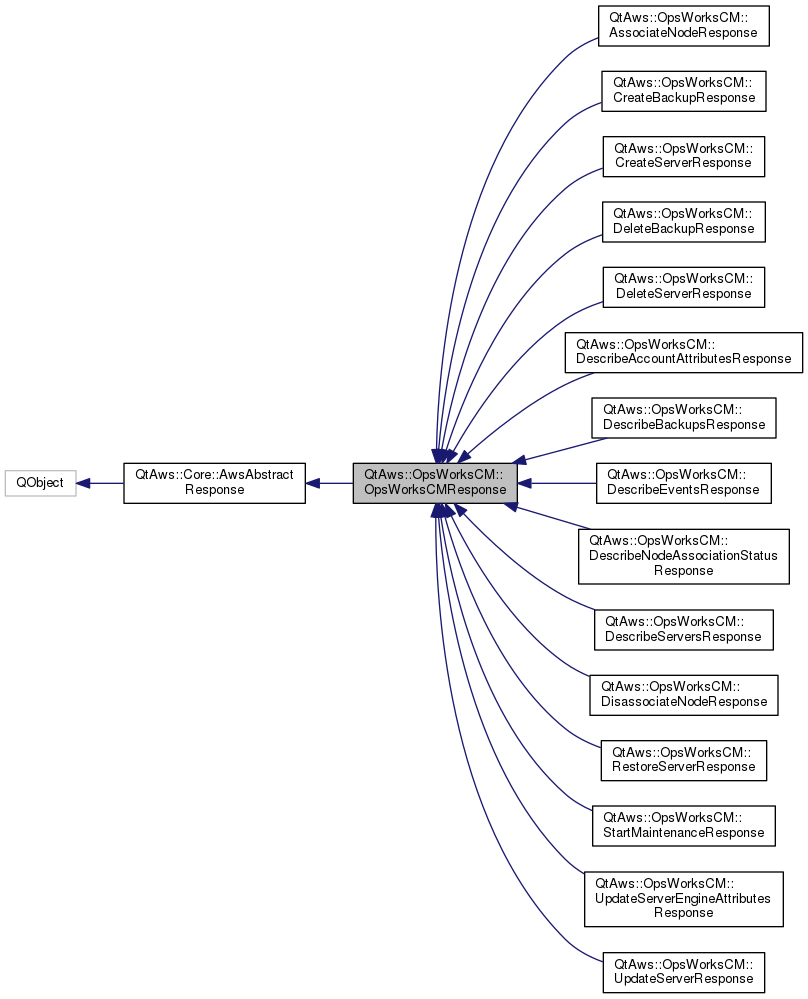 QtAws::OpsWorksCM::
AssociateNodeResponse
QtAws::OpsWorksCM::
CreateBackupResponse
QtAws::OpsWorksCM::
CreateServerResponse
QtAws::OpsWorksCM::
DeleteBackupResponse
QtAws::OpsWorksCM::
DeleteServerResponse
QtAws::OpsWorksCM::
DescribeAccountAttributesResponse
QtAws::OpsWorksCM::
DescribeBackupsResponse
QObject
QtAws::Core::AwsAbstract
Response
QtAws::OpsWorksCM::
OpsWorksCMResponse
QtAws::OpsWorksCM::
DescribeEventsResponse
QtAws::OpsWorksCM::
DescribeNodeAssociationStatus
Response
QtAws::OpsWorksCM::
DescribeServersResponse
QtAws::OpsWorksCM::
DisassociateNodeResponse
QtAws::OpsWorksCM::
RestoreServerResponse
QtAws::OpsWorksCM::
StartMaintenanceResponse
QtAws::OpsWorksCM::
UpdateServerEngineAttributes
Response
QtAws::OpsWorksCM::
UpdateServerResponse